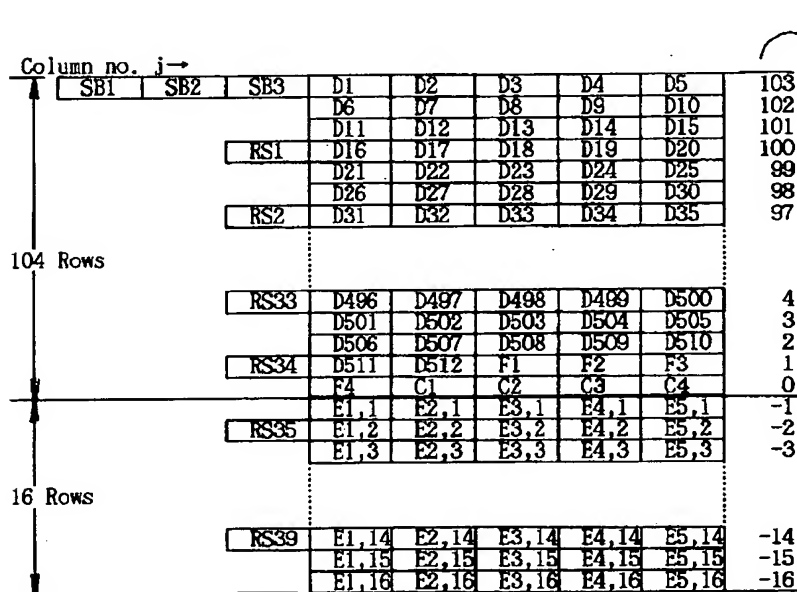 Column no. j→
SB1 SB2 SB3 D1 D2 D3 D4 D5 103
D6 D7 D8 D9 D10 102
D11 D12 D13 D14 D15 101
RS1 D16 D17 D18 D19 D20 100
D21 D22 D23 D24 D25 99
D26 D27 D28 D29 D30 98
RS2 D31 D32 D33 D34 D35 97
104 Rows
RS33 D496 D497 D498 D499 D500 4
D501 D502 D503 D504 D505 3
D506 D507 D508 D509 D510 2
RS34 D511 D512 F1 F2 F3 1
F4 C1 C2 C3 C4 0
E1,1 E2,1 E3,1 E4,1 E5,1 -1
RS35 E1,2 E2,2 E3,2 E4,2 E5,2 -2
E1,3 E2,3 E3,3 E4,3 E5,3 -3
16 Rows
RS39 E1,14 E2,14 E3,14 E4,14 E5,14 -14
E1,15 E2,15 E3,15 E4,15 E5,15 -15
E1,16 E2,16 E3,16 E4,16 E5,16 -16